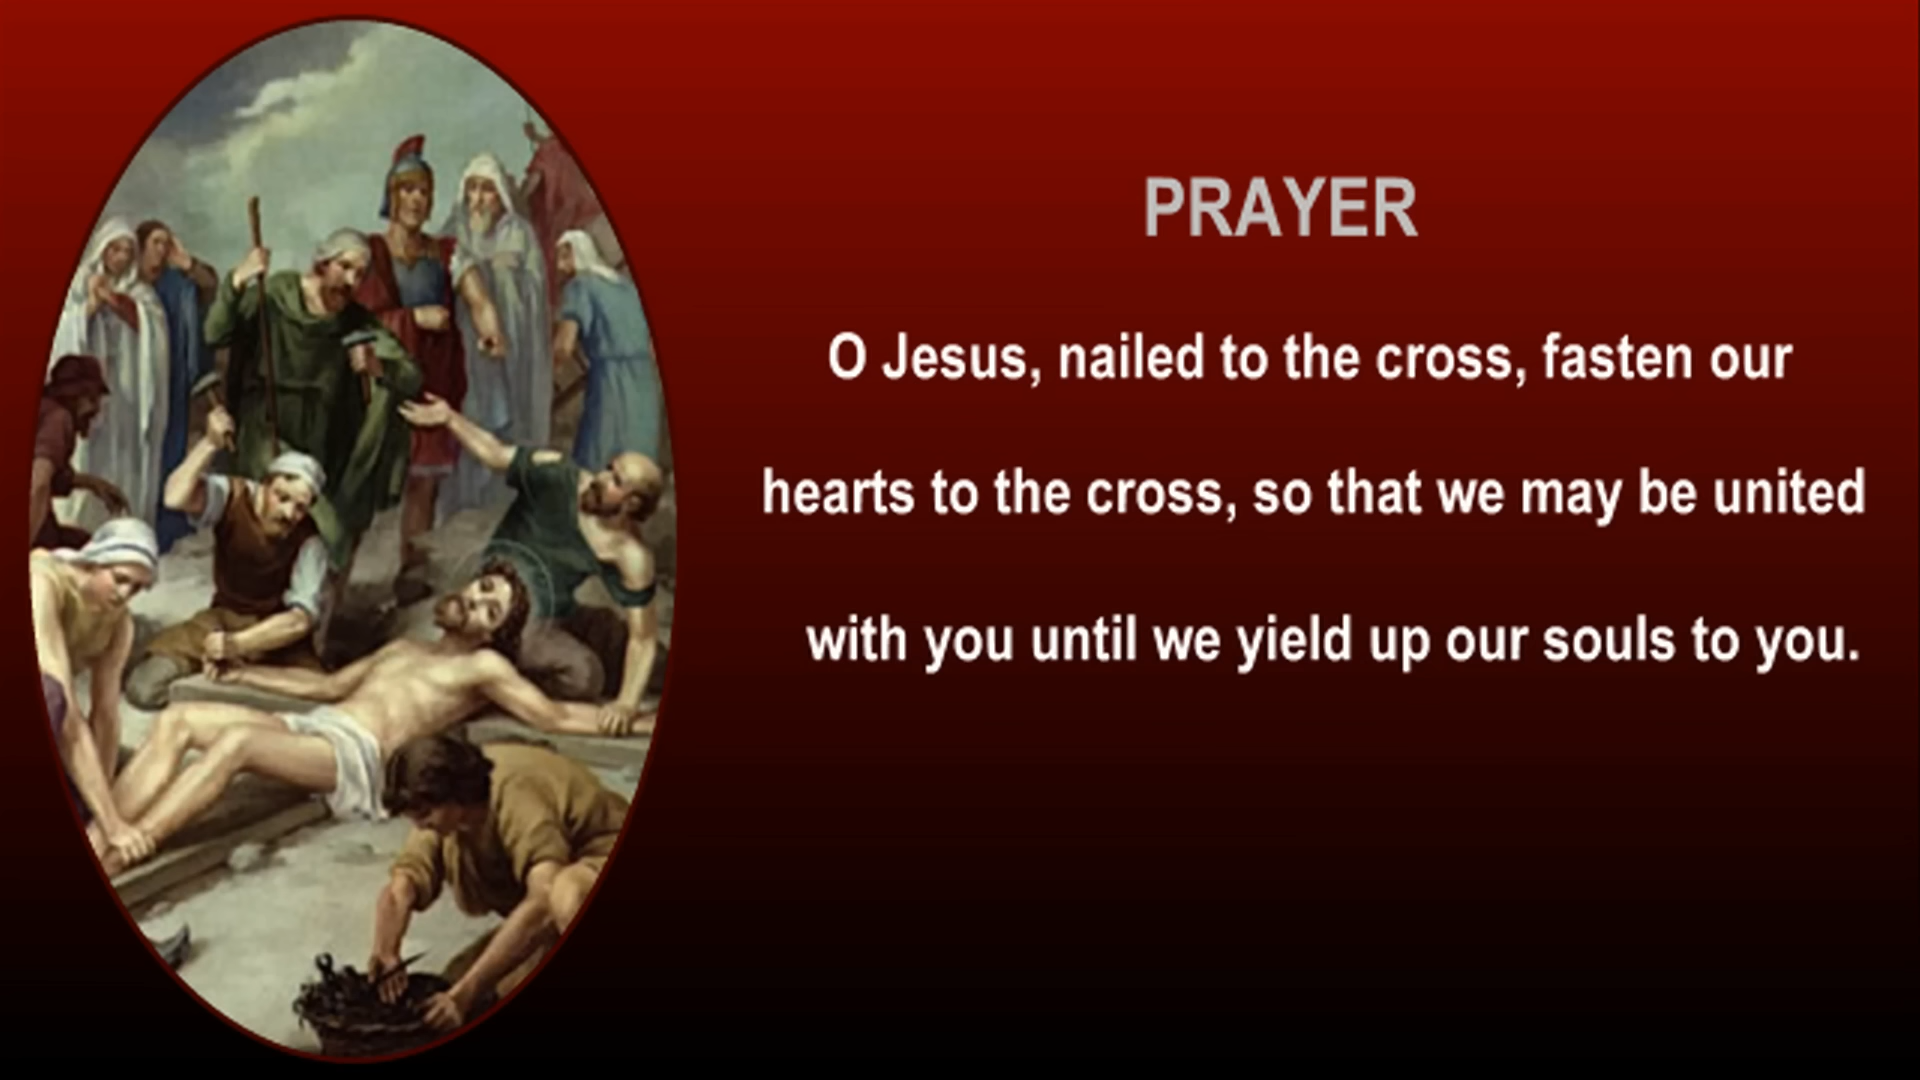 PRAYER
O Jesus, nailed to the cross, fasten our
hearts to the cross, so that we may be united
with you until we yield up our souls to you.